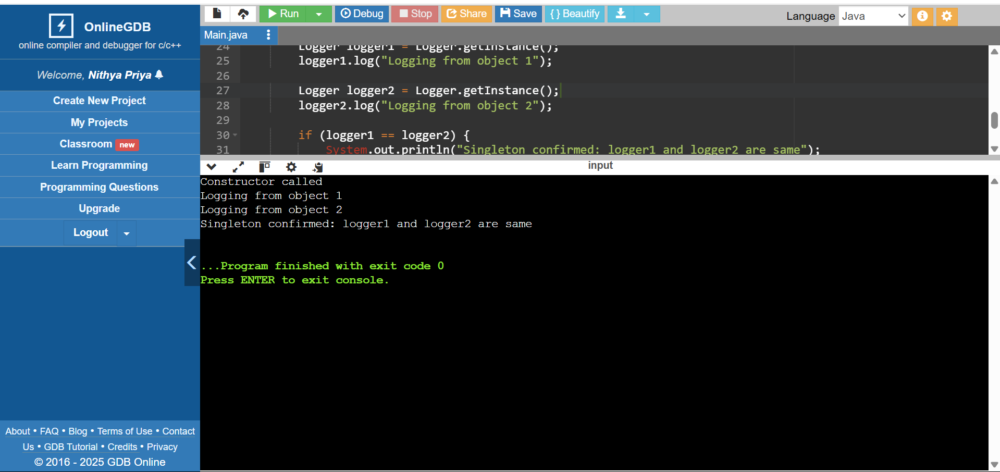 OnlineGDB
online compiler and debugger for c/c++
Welcome, Nithya Priya
Create New Project
My Projects
Classroom new
Learn Programming
Programming Questions
Upgrade
Logout
About • FAQ • Blog • Terms of Use • Contact
Us • GDB Tutorial • Credits • Privacy
© 2016 - 2025 GDB Online
Run Debug Stop Share Save { } Beautify Language Java
Main.java
24 Logger logger1 = Logger.getInstance();
25 logger1.log("Logging from object 1");
26
27 Logger logger2 = Logger.getInstance();
28 logger2.log("Logging from object 2");
29
30 if (logger1 == logger2) {
31 System.out.println("Singleton confirmed: logger1 and logger2 are same");
input
Constructor called
Logging from object 1
Logging from object 2
Singleton confirmed: logger1 and logger2 are same
...Program finished with exit code 0
Press ENTER to exit console.